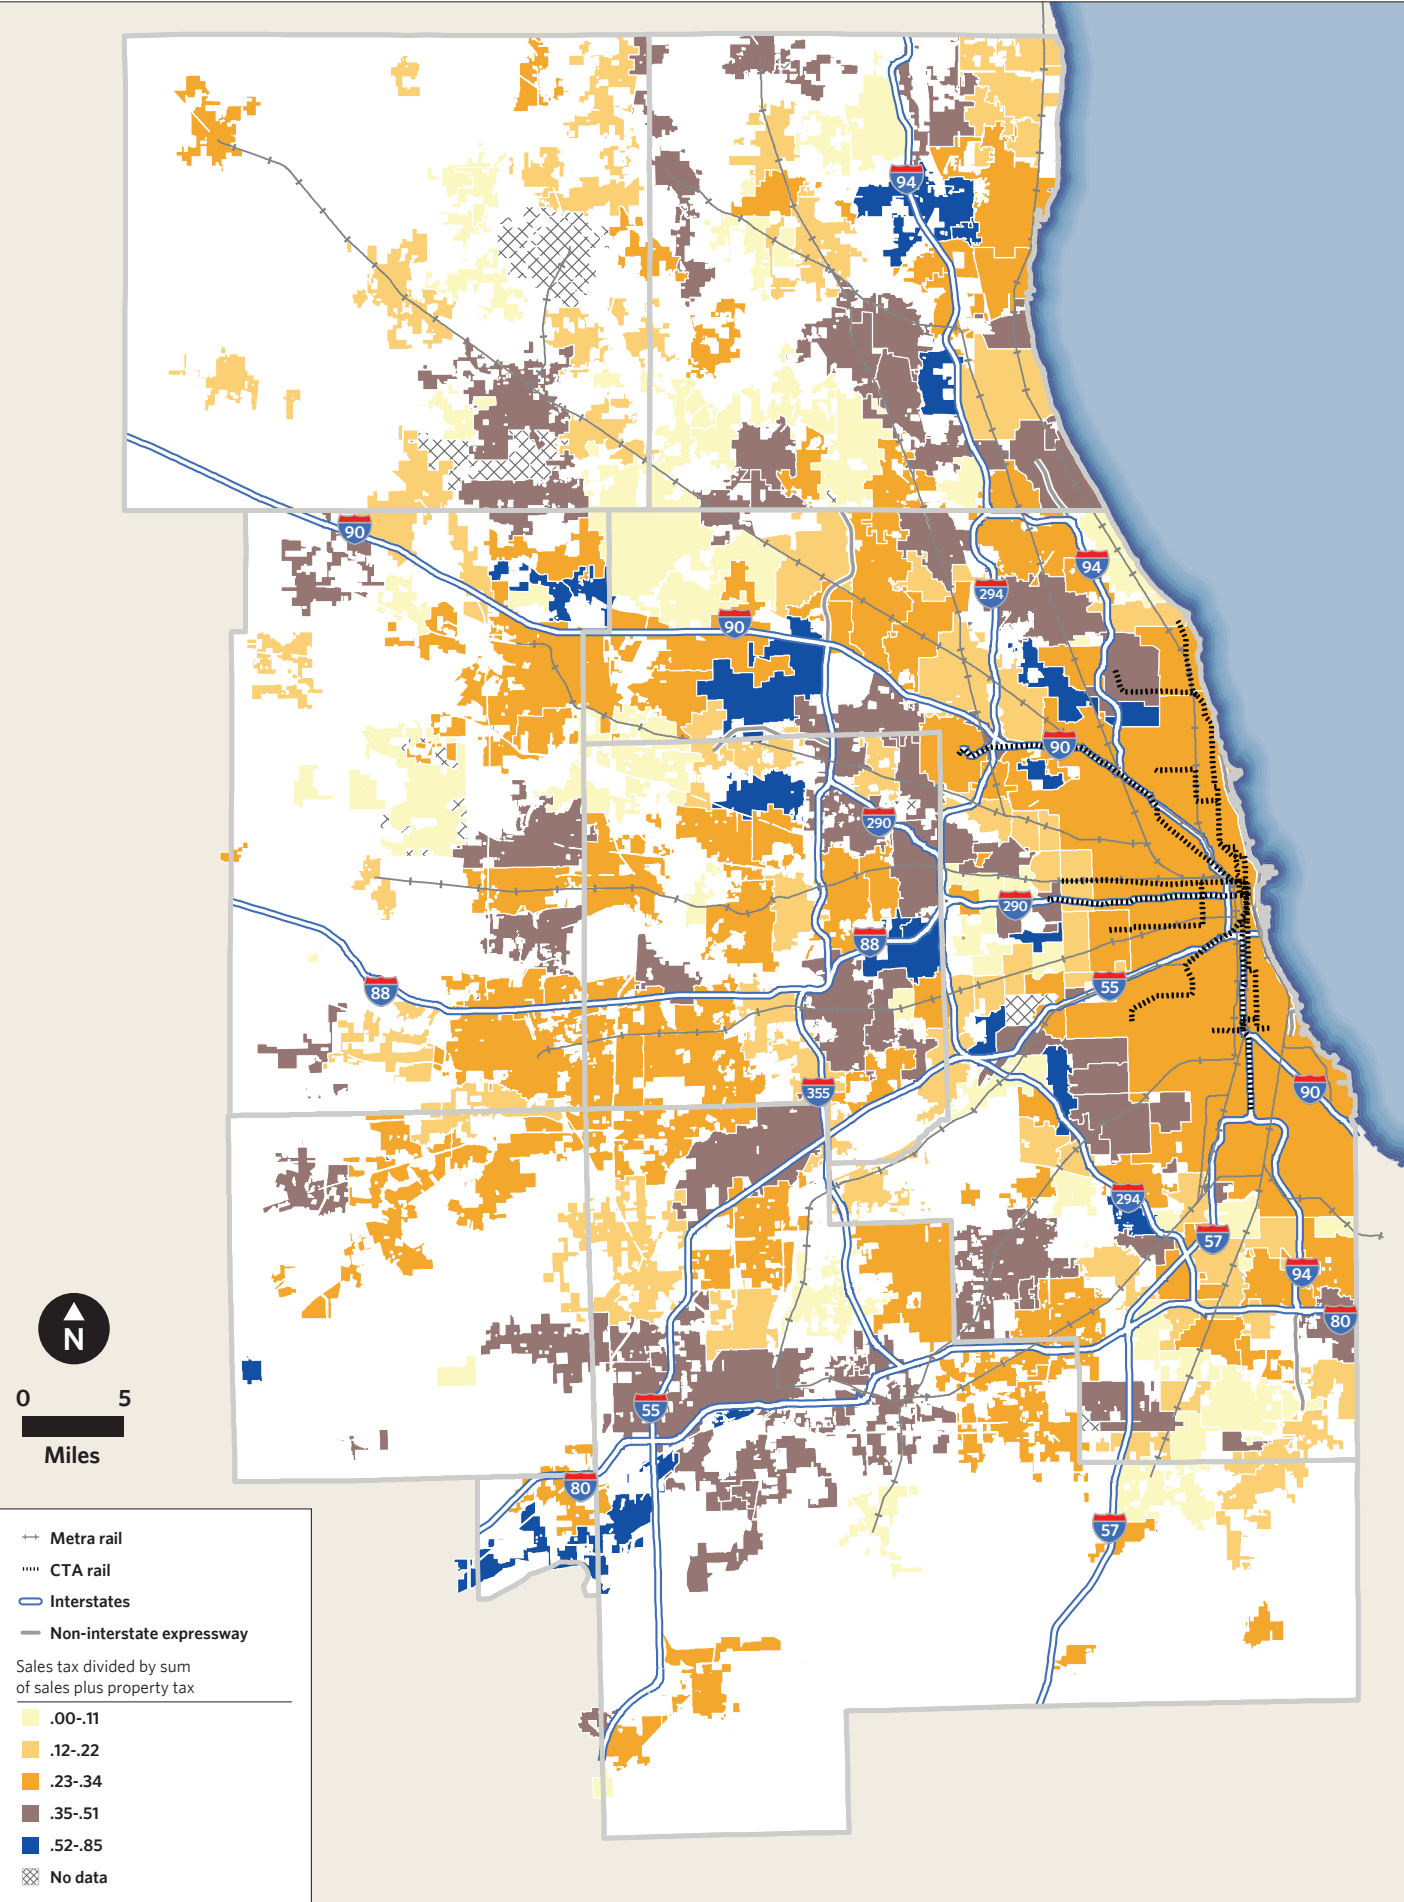 94
90
94
294
90
90
290
290
88
55
88
355
90
294
57
94
80
N
0 5
Miles
55
80
57
Metra rail
CTA rail
Interstates
Non-interstate expressway
Sales tax divided by sum
of sales plus property tax
.00-.11
.12-.22
.23-.34
.35-.51
.52-.85
No data